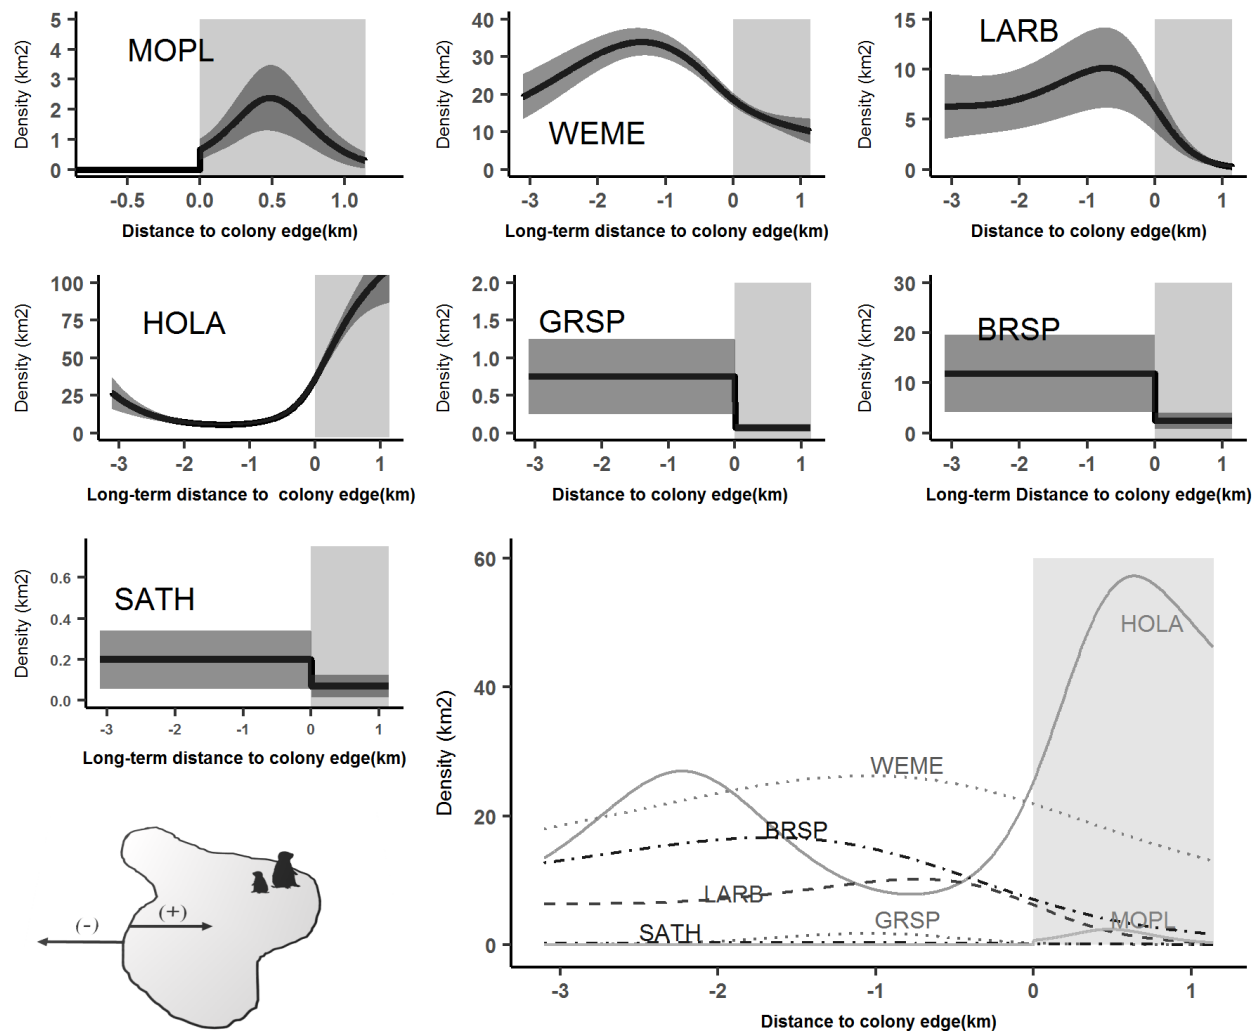 MOPL
Density (km2)
5
4
3
2
1
0
-0.5
0.0
0.5
1.0
Distance to colony edge(km)
WEME
Density (km2)
40
30
20
10
0
-3
-2
-1
0
1
Long-term distance to colony edge(km)
LARB
Density (km2)
15
10
5
0
-3
-2
-1
0
1
Distance to colony edge(km)
HOLA
Density (km2)
100
75
50
25
0
-3
-2
-1
0
1
Long-term distance to  colony edge(km)
GRSP
Density (km2)
2.0
1.5
1.0
0.5
0.0
-3
-2
-1
0
1
Distance to colony edge(km)
BRSP
Density (km2)
30
20
10
0
-3
-2
-1
0
1
Long-term Distance to colony edge(km)
SATH
Density (km2)
0.6
0.4
0.2
0.0
-3
-2
-1
0
1
Long-term distance to colony edge(km)
(-)
(+)
Density (km2)
60
40
20
0
HOLA
WEME
BRSP
LARB
SATH
GRSP
MOPL
-3
-2
-1
0
1
Distance to colony edge(km)